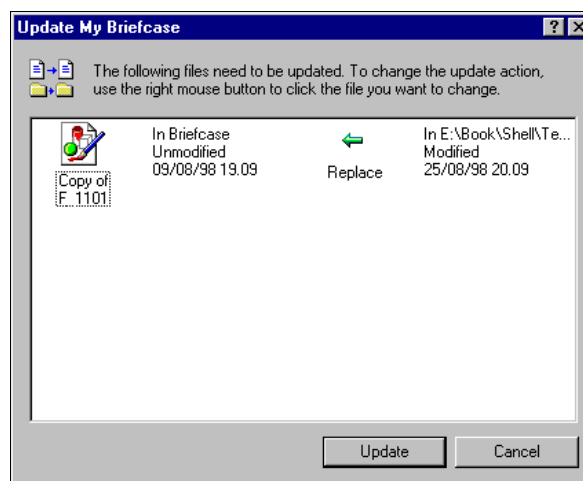 Update My Briefcase
The following files need to be updated. To change the update action,
use the right mouse button to click the file you want to change.
Copy of
F_1101
In Briefcase
Unmodified
09/08/98 19.09
Replace
In E:\Book\Shell\Te...
Modified
25/08/98 20.09
Update
Cancel